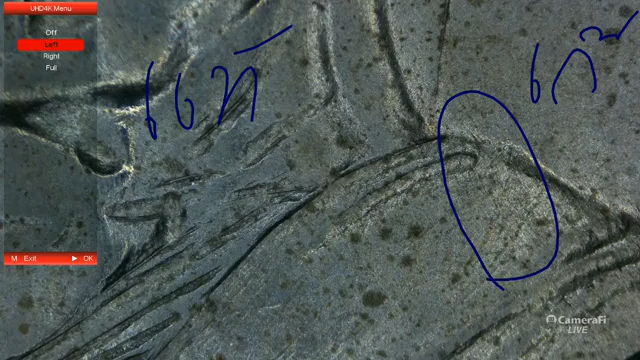 UHD4K Menu
Off
Left
Right
Full
แท้
เก๊
M Exit ▶ OK
CameraFi
LIVE